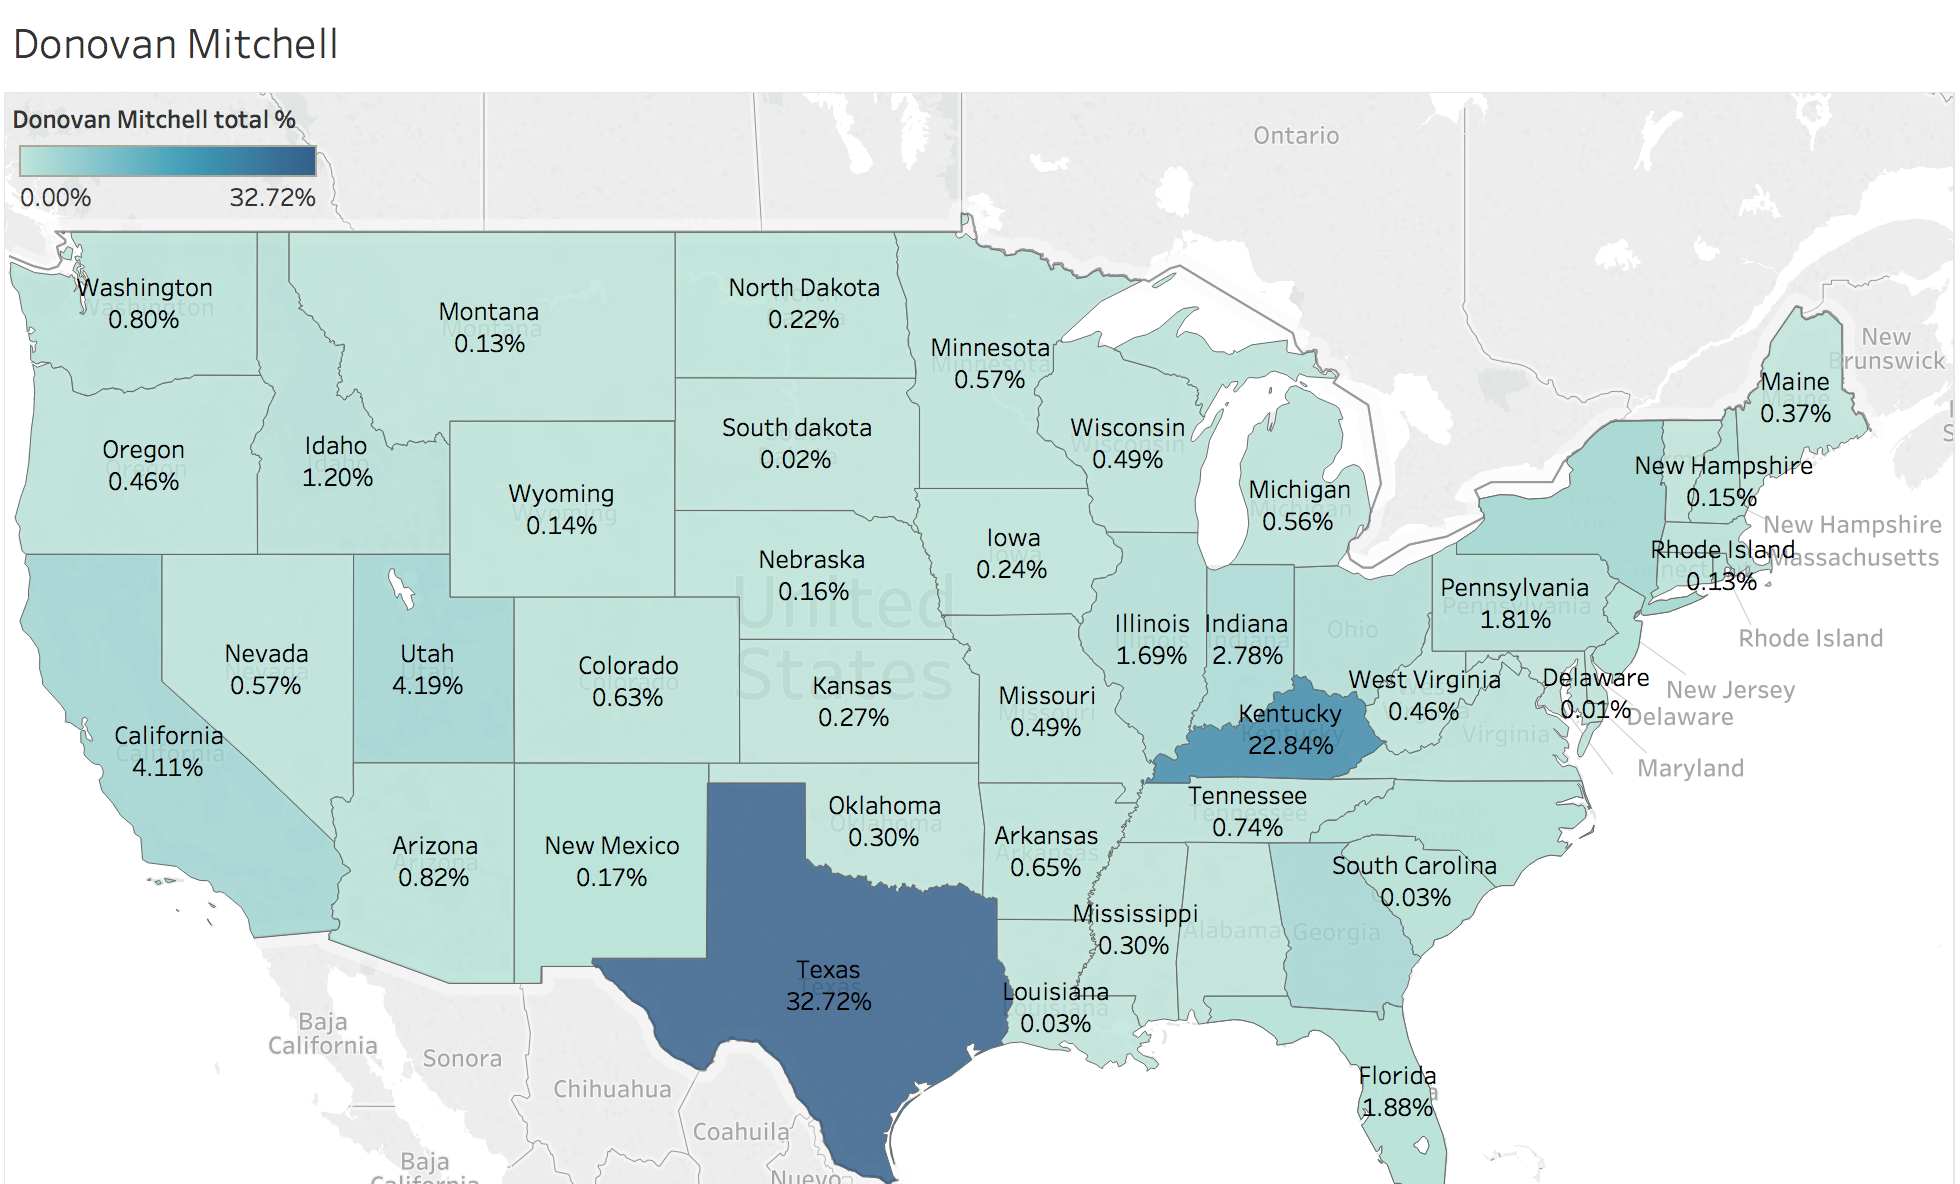 Donovan Mitchell
Donovan Mitchell total %
0.00% 32.72%
Ontario
New
Brunswick
Washington
0.80%
Montana
0.13%
North Dakota
0.22%
Minnesota
0.57%
Maine
0.37%
Oregon
0.46%
Idaho
1.20%
Wyoming
0.14%
South dakota
0.02%
Wisconsin
0.49%
Michigan
0.56%
New Hampshire
0.15%
New Hampshire
Massachusetts
Rhode Island
0.13%
Rhode Island
Iowa
0.24%
Nebraska
0.16%
United
States
Pennsylvania
1.81%
Illinois
1.69%
Indiana
2.78%
Ohio
Nevada
0.57%
Utah
4.19%
Colorado
0.63%
Kansas
0.27%
Missouri
0.49%
West Virginia
0.46%
Delaware
0.01%
New Jersey
Delaware
Maryland
Virginia
Kentucky
22.84%
California
4.11%
Arizona
0.82%
New Mexico
0.17%
Oklahoma
0.30%
Arkansas
0.65%
Tennessee
0.74%
North
Carolina
South Carolina
0.03%
Mississippi
0.30%
Alabama
Georgia
Texas
32.72%
Louisiana
0.03%
Florida
1.88%
Baja
California
Sonora
Chihuahua
Coahuila
Baja
California
Nuevo